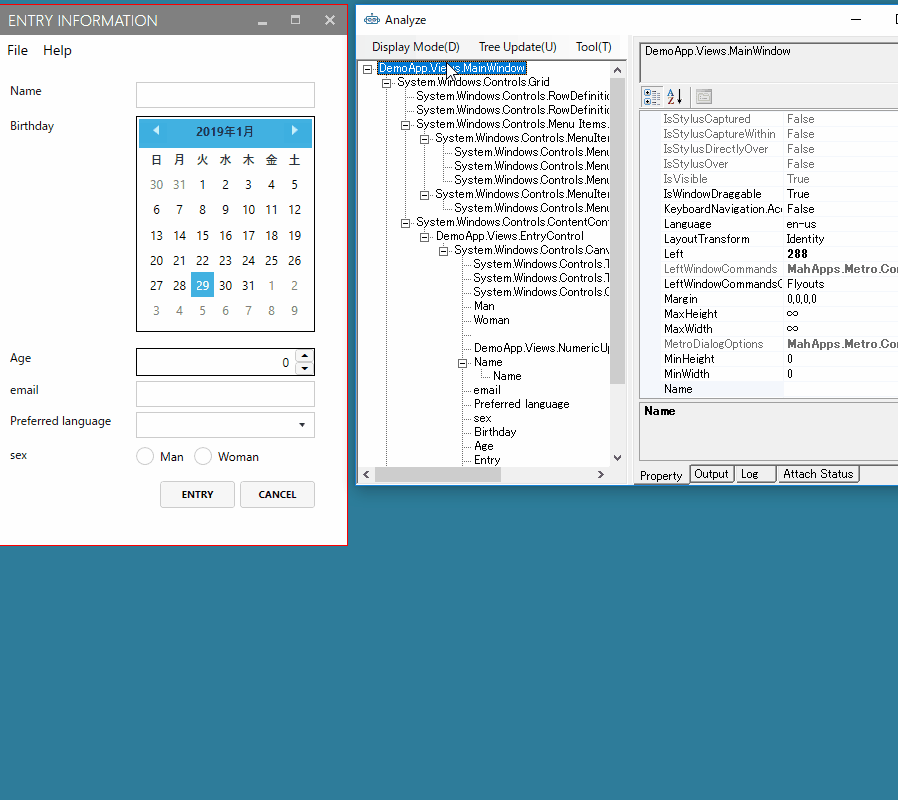 ENTRY INFORMATION
File Help
Name
Birthday
2019年1月
日 月 火 水 木 金 土
30 31 1 2 3 4 5
6 7 8 9 10 11 12
13 14 15 16 17 18 19
20 21 22 23 24 25 26
27 28 29 30 31 1 2
3 4 5 6 7 8 9
Age
0
email
Preferred language
sex
Man Woman
ENTRY CANCEL
Analyze
Display Mode(D) Tree Update(U) Tool(T)
DemoApp.Views.MainWindow
System.Windows.Controls.Grid
System.Windows.Controls.RowDefinitio
System.Windows.Controls.RowDefinitio
System.Windows.Controls.Menu Items.
System.Windows.Controls.MenuIter
System.Windows.Controls.Menu
System.Windows.Controls.Menu
System.Windows.Controls.Menu
System.Windows.Controls.MenuIter
System.Windows.Controls.Menu
System.Windows.Controls.ContentCont
DemoApp.Views.EntryControl
System.Windows.Controls.Canv
System.Windows.Controls.T
System.Windows.Controls.T
System.Windows.Controls.C
Man
Woman
DemoApp.Views.NumericUp
Name
Name
email
Preferred language
sex
Birthday
Age
Entry
DemoApp.Views.MainWindow
IsStylusCaptured False
IsStylusCaptureWithin False
IsStylusDirectlyOver False
IsStylusOver False
IsVisible True
IsWindowDraggable True
KeyboardNavigation.Acc False
Language en-us
LayoutTransform Identity
Left 288
LeftWindowCommands MahApps.Metro.Cor
LeftWindowCommandsC Flyouts
Margin 0,0,0,0
MaxHeight ∞
MaxWidth ∞
MetroDialogOptions MahApps.Metro.Cor
MinHeight 0
MinWidth 0
Name
Name
Property Output Log Attach Status